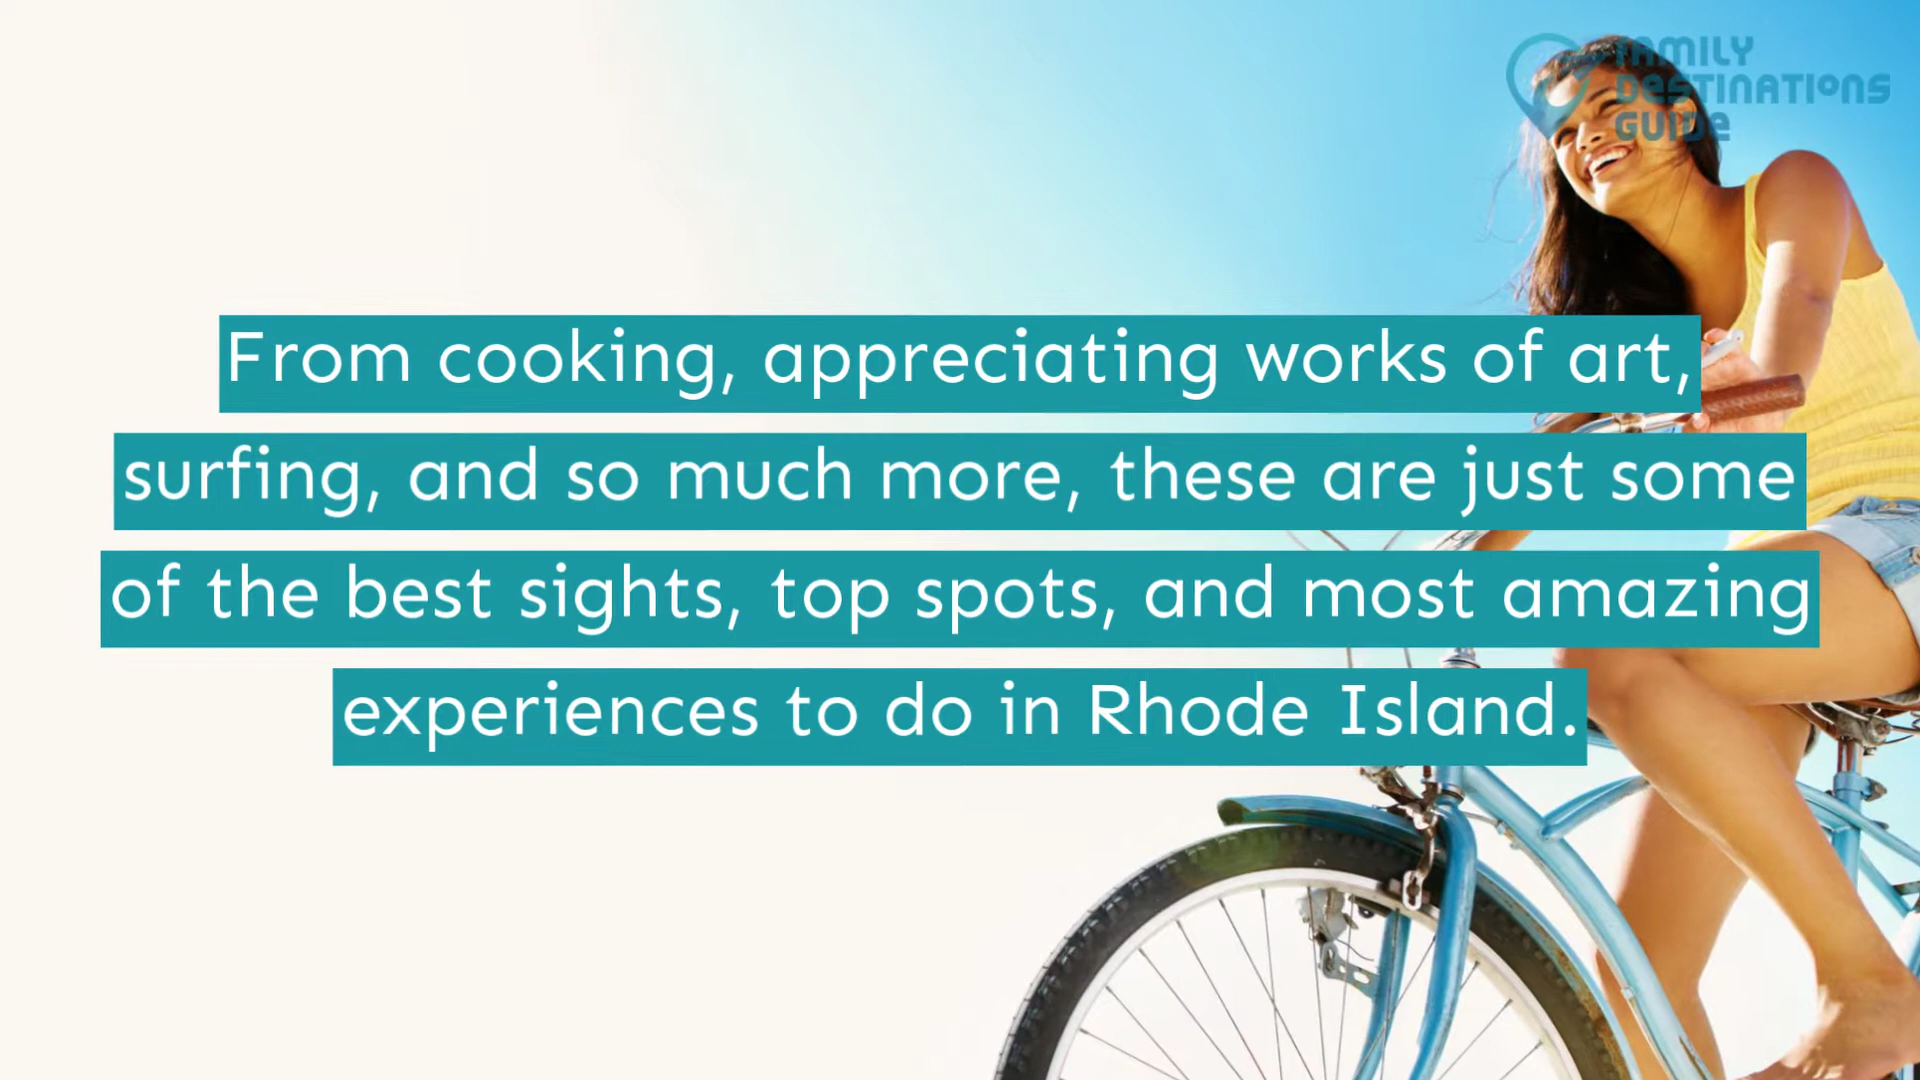 FAMILY
DESTINATIONS
GUIDE
From cooking, appreciating works of art,
surfing, and so much more, these are just some
of the best sights, top spots, and most amazing
experiences to do in Rhode Island.